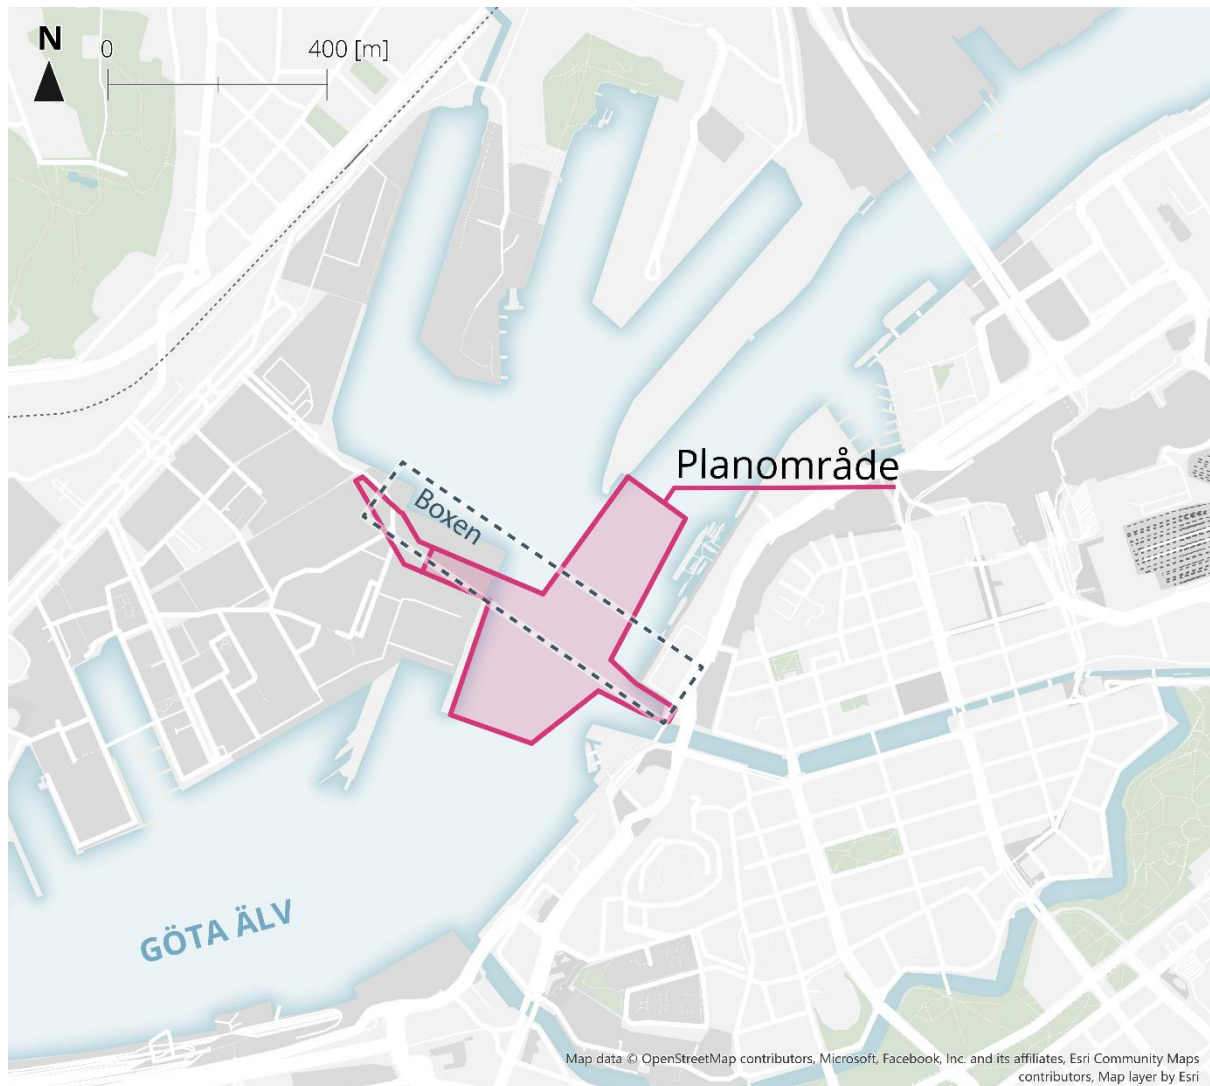 N
0 400 [m]
Planområde
Boxen
GÖTA ÄLV
Map data © OpenStreetMap contributors, Microsoft, Facebook, Inc. and its affiliates, Esri Community Maps
contributors, Map layer by Esri